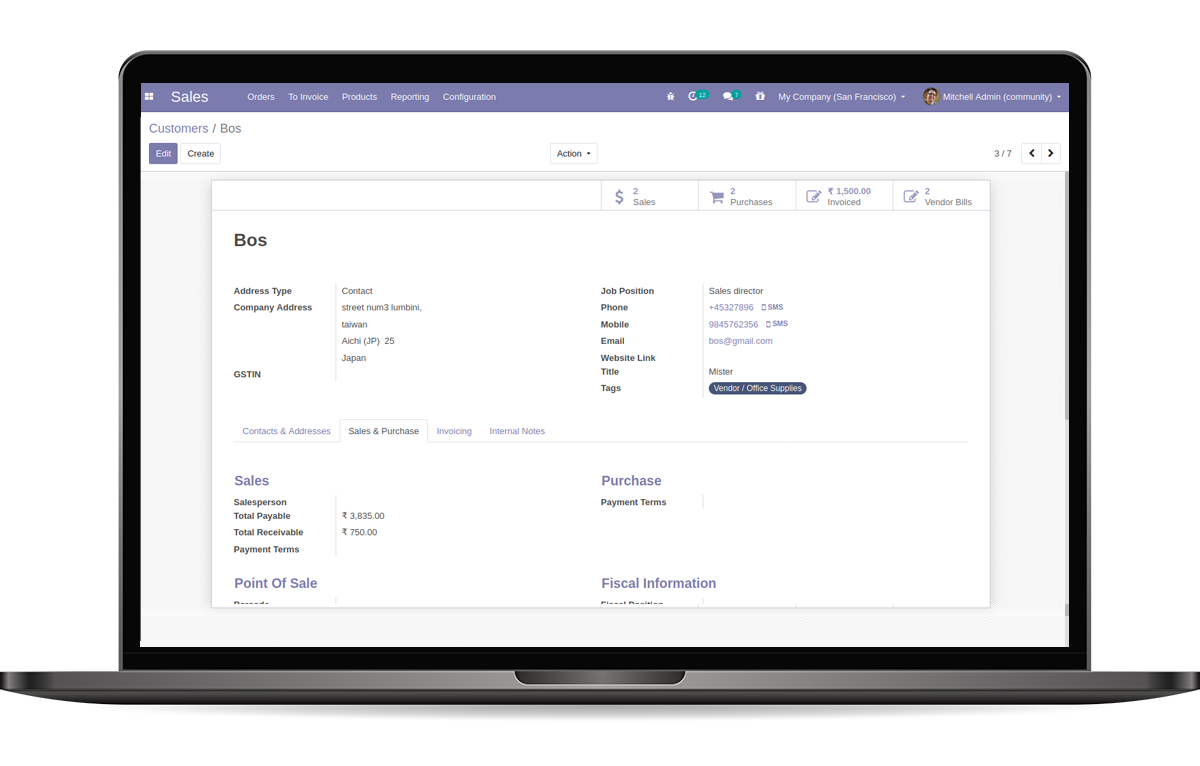 Sales Orders To Invoice Products Reporting Configuration 12 7 My Company (San Francisco) Mitchell Admin (community)
Customers / Bos
Edit Create Action 3 / 7
2 Sales
2 Purchases
₹ 1,500.00 Invoiced
2 Vendor Bills
Bos
Address Type Contact
Company Address street num3 lumbini,
taiwan
Aichi (JP) 25
Japan
GSTIN
Job Position Sales director
Phone +45327896 SMS
Mobile 9845762356 SMS
Email bos@gmail.com
Website Link
Title Mister
Tags Vendor / Office Supplies
Contacts & Addresses Sales & Purchase Invoicing Internal Notes
Sales
Salesperson
Total Payable ₹ 3,835.00
Total Receivable ₹ 750.00
Payment Terms
Purchase
Payment Terms
Point Of Sale
Barcode
Fiscal Information
Fiscal Position